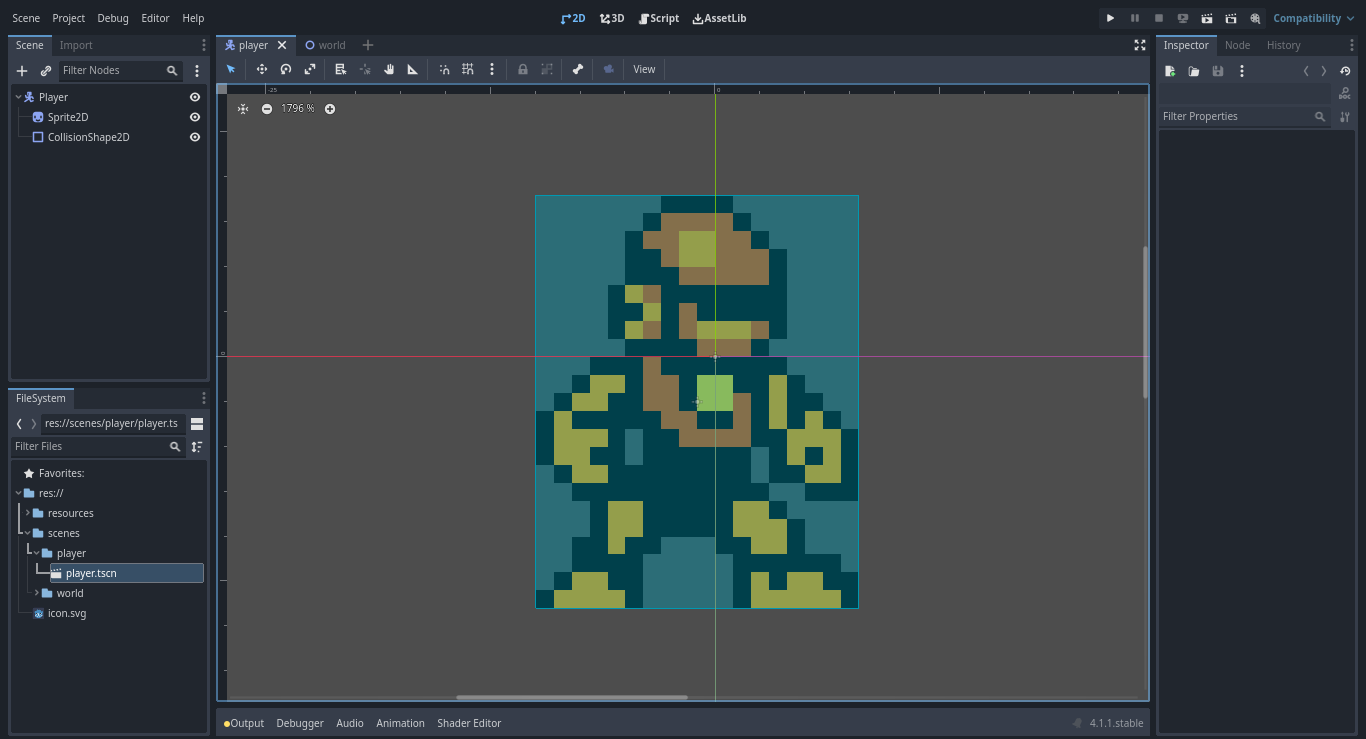 Scene Project Debug Editor Help 2D 3D Script AssetLib Compatibility
Scene Import
Filter Nodes
Player
Sprite2D
CollisionShape2D
FileSystem
res://scenes/player/player.ts
Filter Files
Favorites:
res://
resources
scenes
player
player.tscn
world
icon.svg
player world
View
-25 0
1796 %
0
Output Debugger Audio Animation Shader Editor 4.1.1.stable
Inspector Node History
Filter Properties